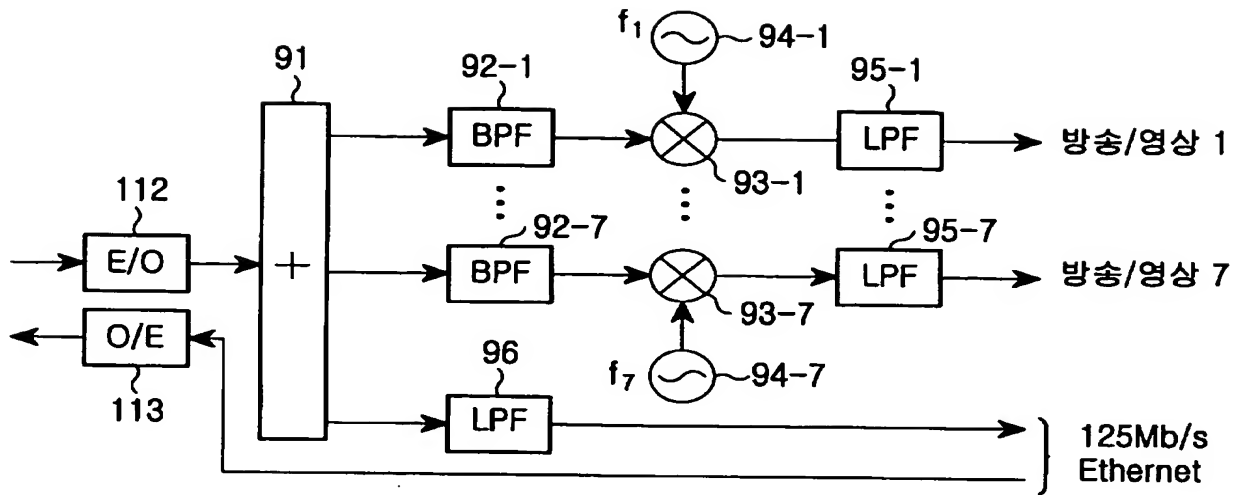 f₁
94-1
91
92-1
95-1
BPF
LPF
방송/영상 1
93-1
112
92-7
95-7
E/O
+
BPF
LPF
방송/영상 7
93-7
O/E
113
96
f₇
94-7
LPF
125Mb/s
Ethernet